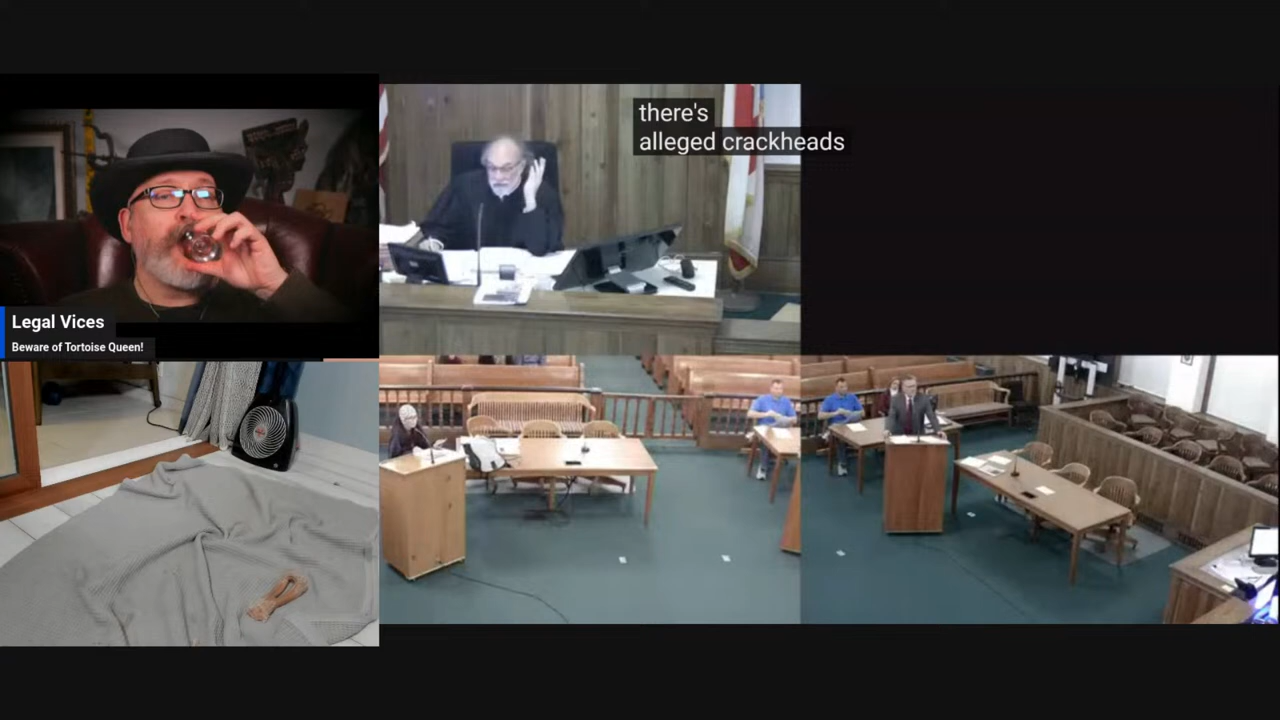 there's
alleged crackheads
Legal Vices
Beware of Tortoise Queen!